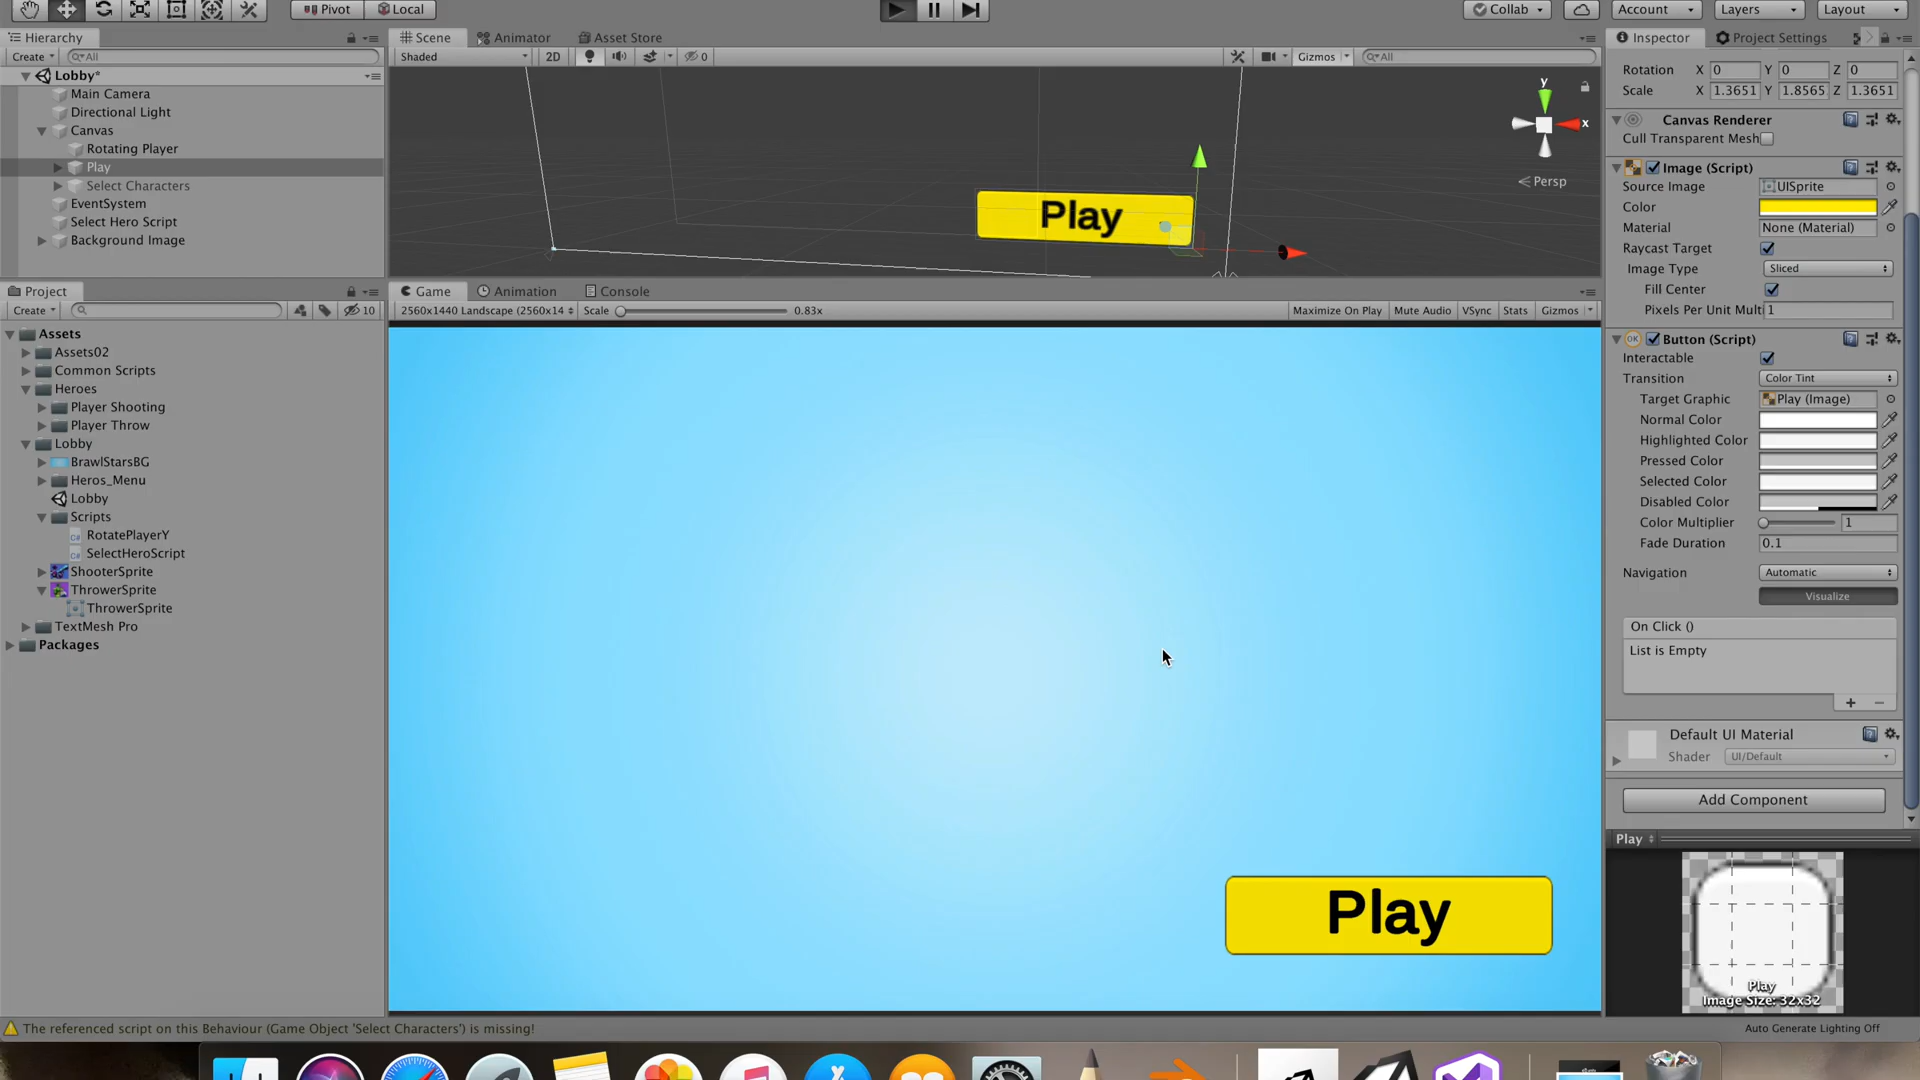 Pivot Local Collab Account Layers Layout
Hierarchy Scene Animator Asset Store Inspector Project Settings
Create All Shaded 2D 0 Gizmos All
Lobby*
Main Camera
Directional Light
Canvas
Rotating Player
Play
Select Characters
EventSystem
Select Hero Script
Background Image
y
x
Persp
Play
Rotation X 0 Y 0 Z 0
Scale X 1.3651 Y 1.8565 Z 1.3651
Canvas Renderer
Cull Transparent Mesh
Image (Script)
Source Image UISprite
Color
Material None (Material)
Raycast Target
Image Type Sliced
Fill Center
Pixels Per Unit Multi 1
Button (Script)
Interactable
Transition Color Tint
Target Graphic Play (Image)
Normal Color
Highlighted Color
Pressed Color
Selected Color
Disabled Color
Color Multiplier 1
Fade Duration 0.1
Navigation Automatic
Visualize
On Click ()
List is Empty
Default UI Material
Shader UI/Default
Add Component
Play
Play
Image Size: 32x32
Project
Create 10
Assets
Assets02
Common Scripts
Heroes
Player Shooting
Player Throw
Lobby
BrawlStarsBG
Heros_Menu
Lobby
Scripts
RotatePlayerY
SelectHeroScript
ShooterSprite
ThrowerSprite
ThrowerSprite
TextMesh Pro
Packages
Game Animation Console
2560x1440 Landscape (2560x14 Scale 0.83x Maximize On Play Mute Audio VSync Stats Gizmos
Play
The referenced script on this Behaviour (Game Object 'Select Characters') is missing!
Auto Generate Lighting Off